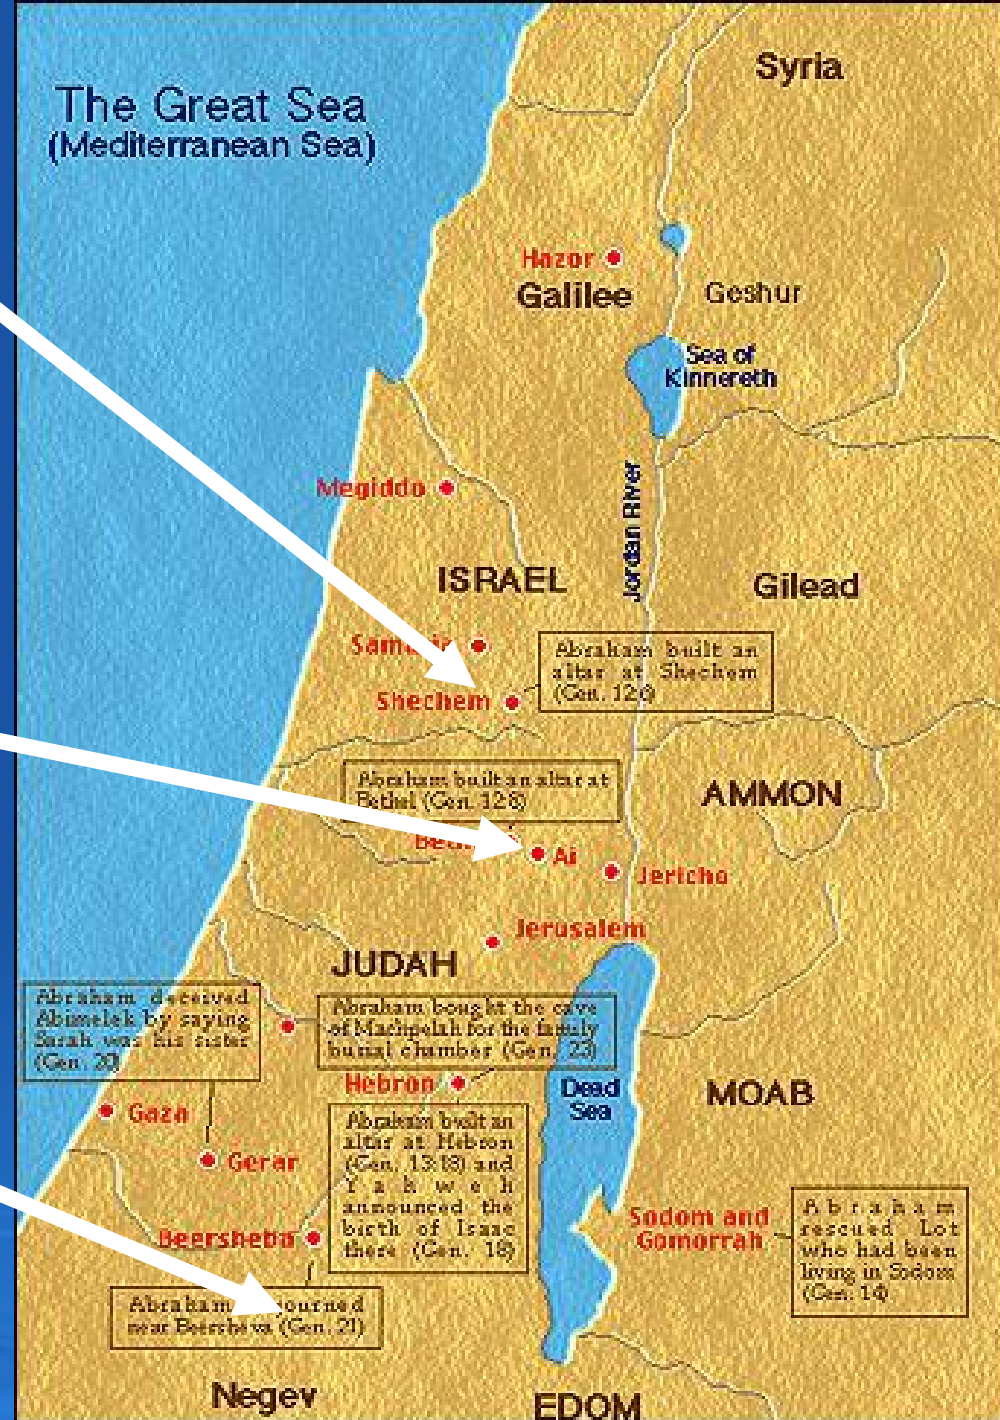 Syria
The Great Sea
(Mediterranean Sea)
Hazor
Galilee
Geshur
Sea of
Kinnereth
Megiddo
Jordan River
ISRAEL
Gilead
Abraham built an
altar at Shechem
(Gen. 12:6)
Shechem
Abraham built an altar at
Bethel (Gen. 12:8)
AMMON
Ai
Jericho
Jerusalem
JUDAH
Abraham deceived
Abimelek by saying
Sarah was his sister
(Gen. 20)
Abraham bought the cave
of Machpelah for the family
burial chamber (Gen. 23)
Hebron
Dead
Sea
MOAB
Gaza
Abraham built an
altar at Hebron
(Gen. 13:18) and
Yahweh
announced the
birth of Isaac
there (Gen. 18)
Gerar
Sodom and
Gomorrah
Abraham
rescued Lot
who had been
living in Sodom
(Gen. 14)
Beersheba
Abraham
near Beersheva (Gen. 21)
Negev
EDOM